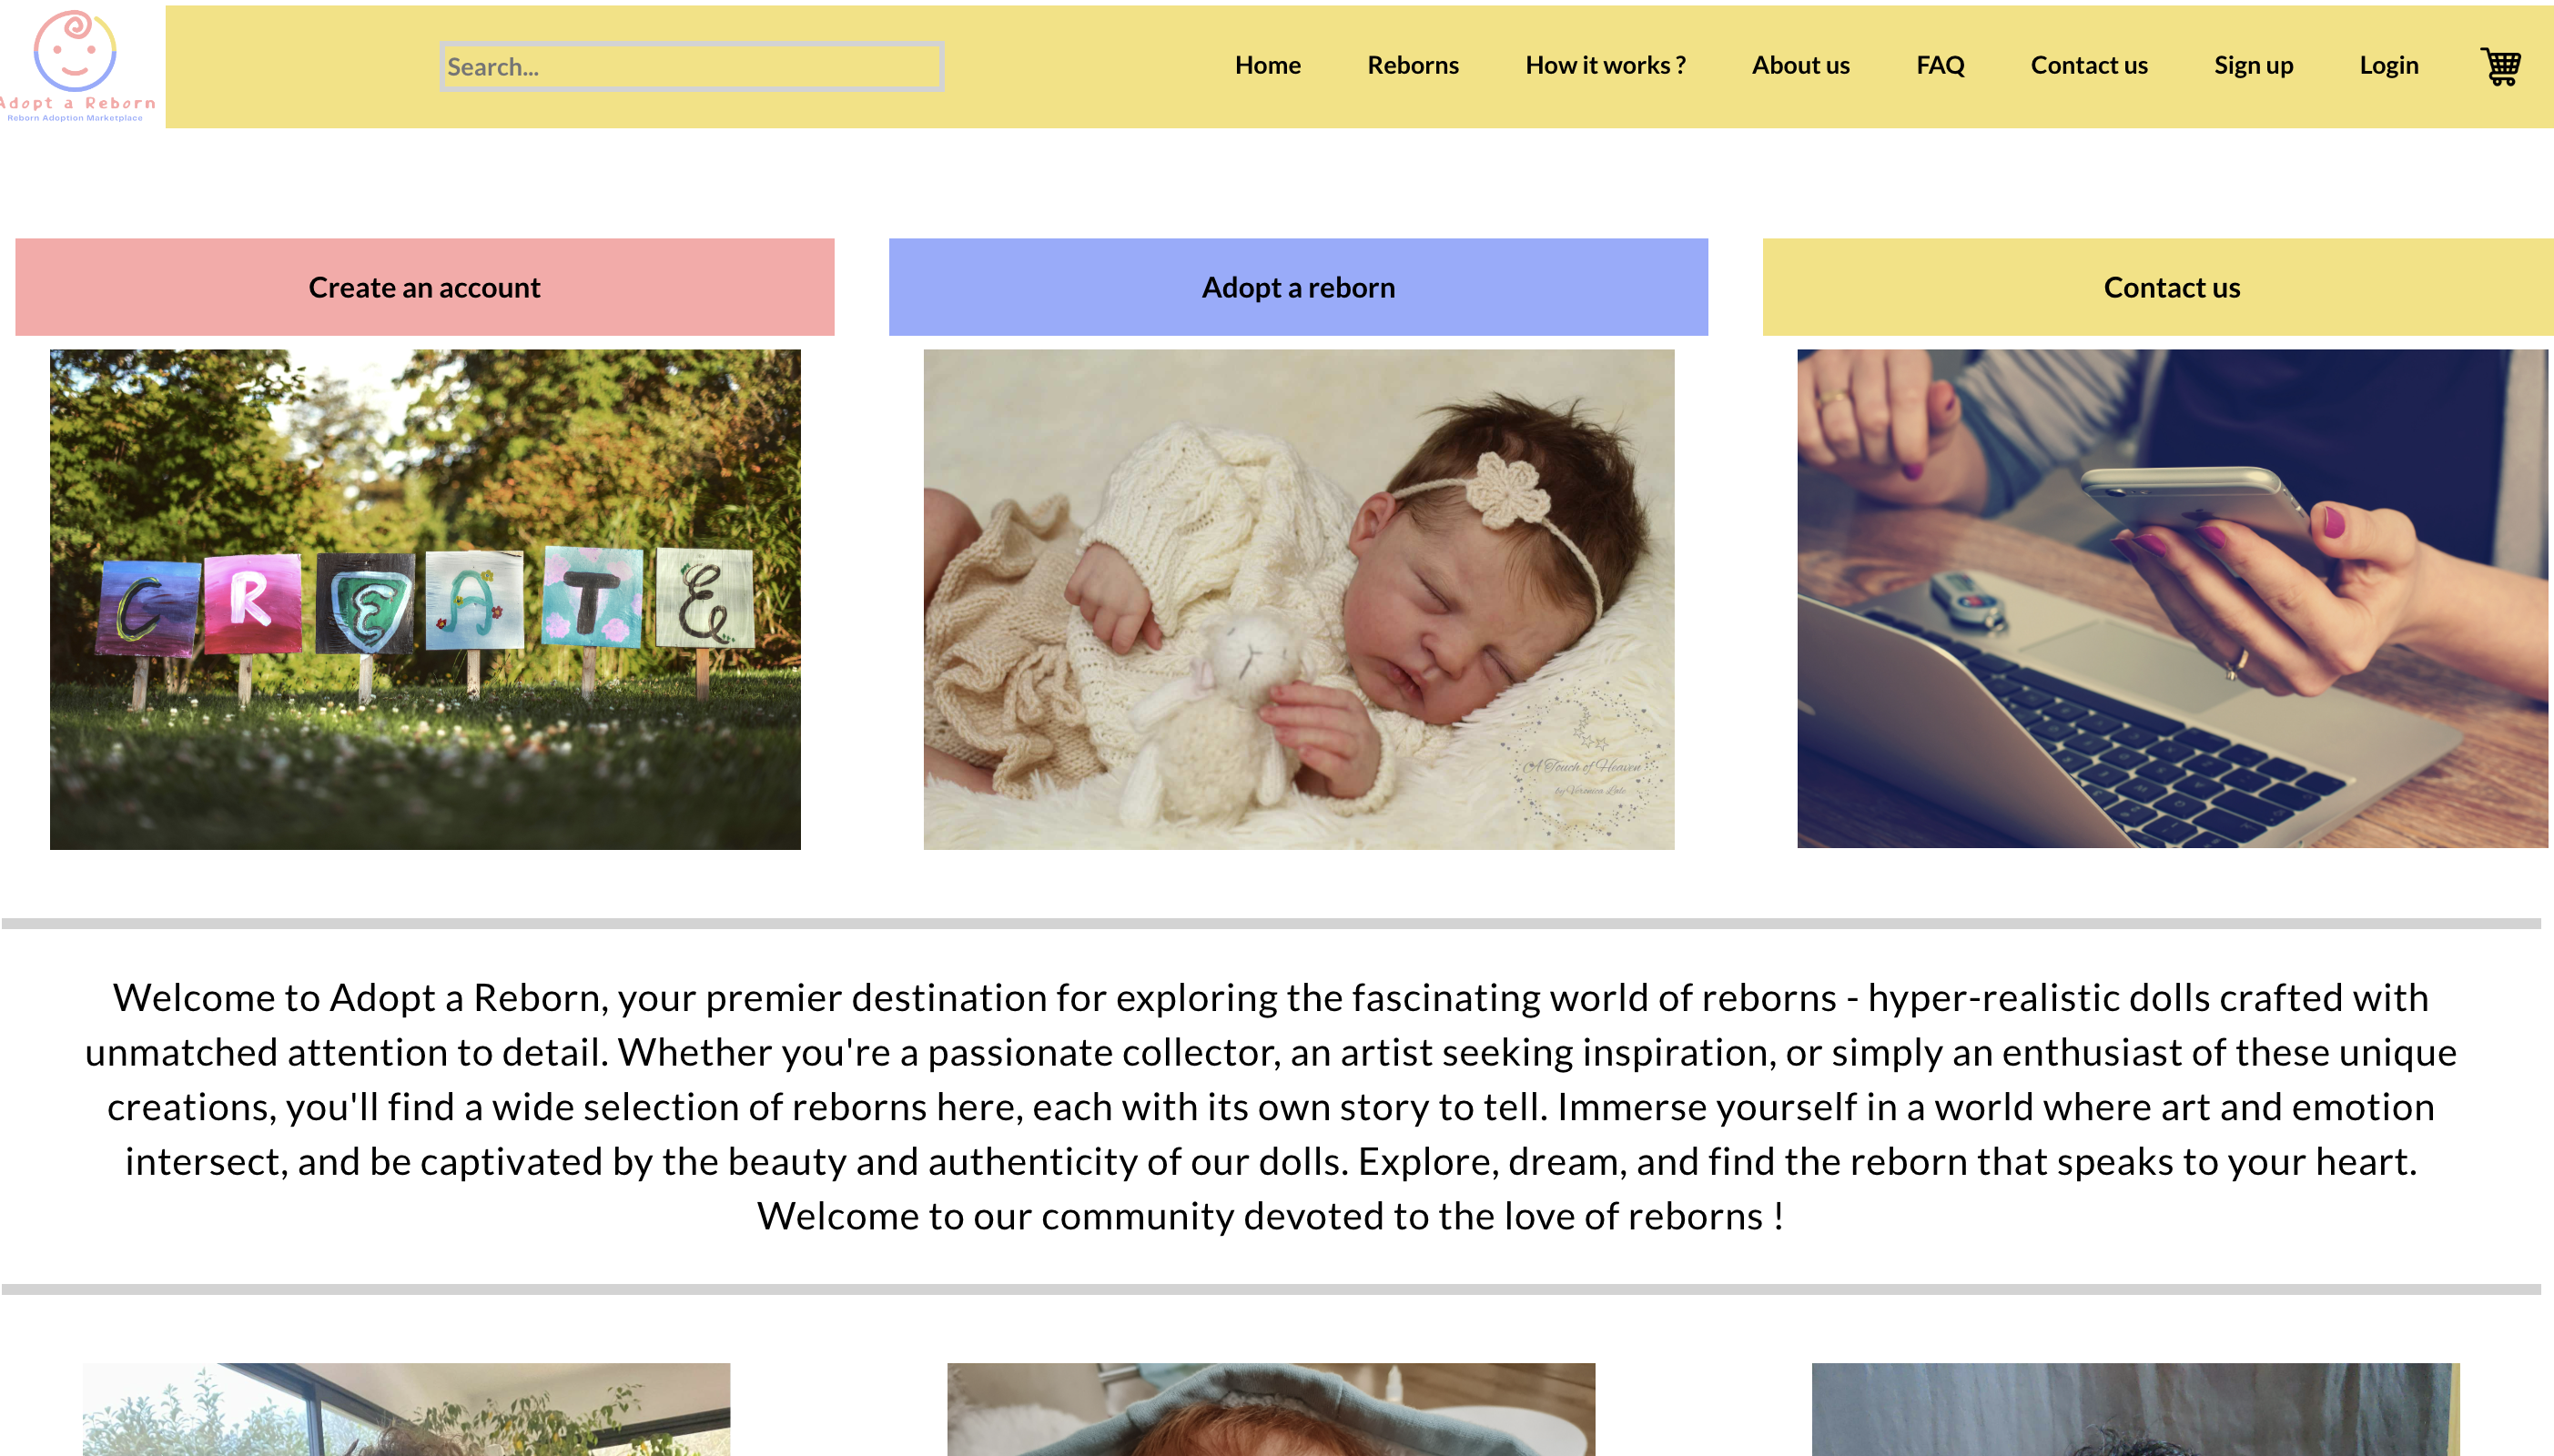 Adopt a Reborn
Reborn Adoption Marketplace
Search...
Home
Reborns
How it works ?
About us
FAQ
Contact us
Sign up
Login
Create an account
Adopt a reborn
Contact us
CREATE
A Touch of Heaven
Welcome to Adopt a Reborn, your premier destination for exploring the fascinating world of reborns - hyper-realistic dolls crafted with
unmatched attention to detail. Whether you're a passionate collector, an artist seeking inspiration, or simply an enthusiast of these unique
creations, you'll find a wide selection of reborns here, each with its own story to tell. Immerse yourself in a world where art and emotion
intersect, and be captivated by the beauty and authenticity of our dolls. Explore, dream, and find the reborn that speaks to your heart.
Welcome to our community devoted to the love of reborns !